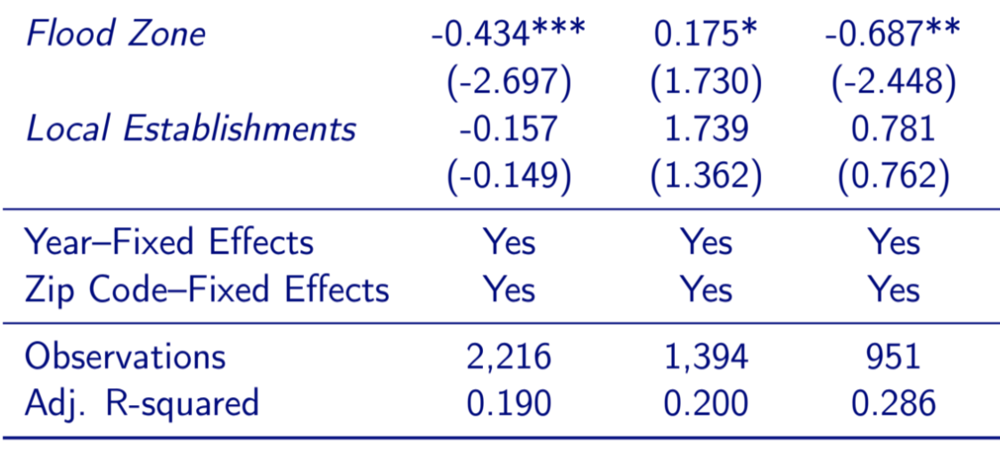 Flood Zone -0.434*** 0.175* -0.687**
(-2.697) (1.730) (-2.448)
Local Establishments -0.157 1.739 0.781
(-0.149) (1.362) (0.762)
Year–Fixed Effects Yes Yes Yes
Zip Code–Fixed Effects Yes Yes Yes
Observations 2,216 1,394 951
Adj. R-squared 0.190 0.200 0.286